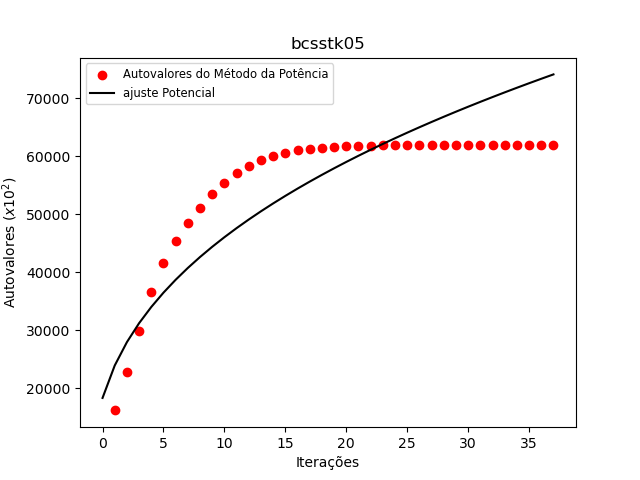 bcsstk05
Autovalores do Método da Potência
ajuste Potencial
Autovalores (x10²)
70000
60000
50000
40000
30000
20000
0 5 10 15 20 25 30 35
Iterações